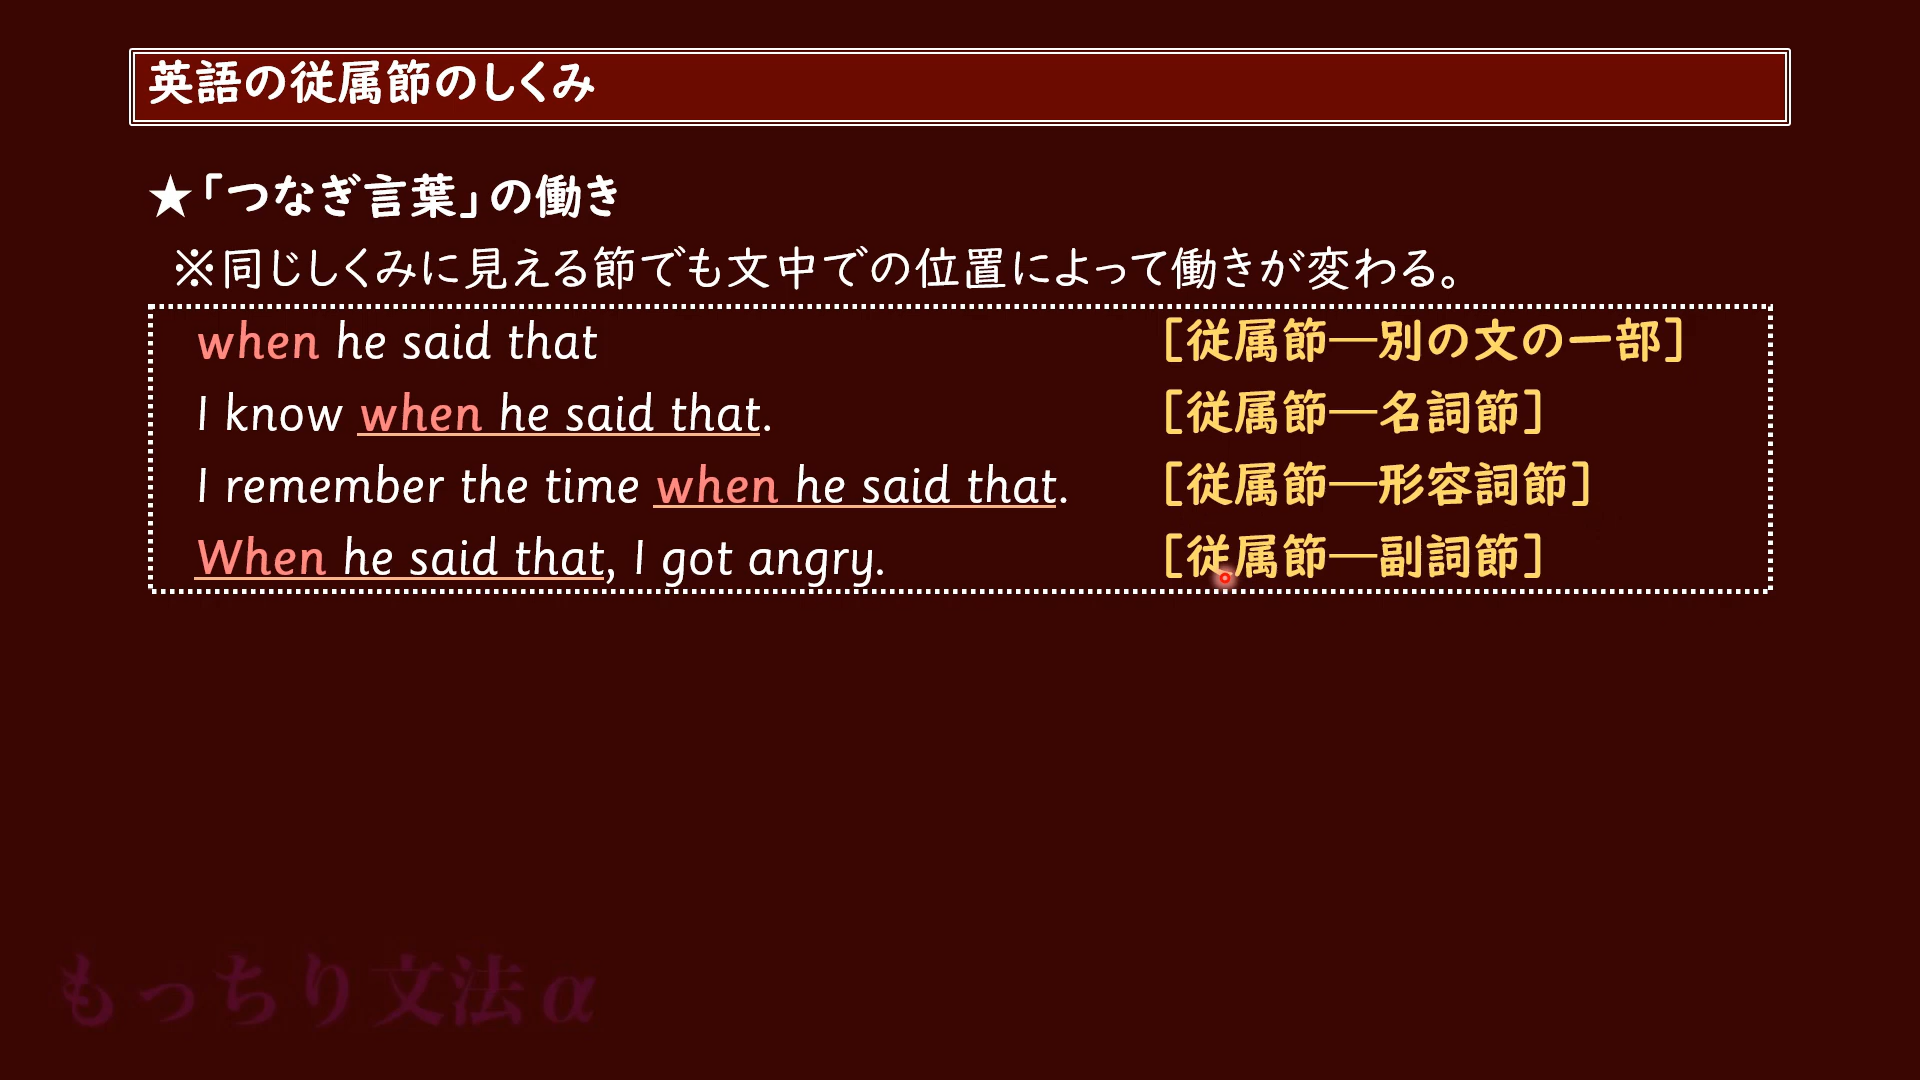 英語の従属節のしくみ
★「つなぎ言葉」の働き
※同じしくみに見える節でも文中での位置によって働きが変わる。
when he said that [従属節―別の文の一部]
I know when he said that. [従属節―名詞節]
I remember the time when he said that. [従属節―形容詞節]
When he said that, I got angry. [従属節―副詞節]
もっちり文法α